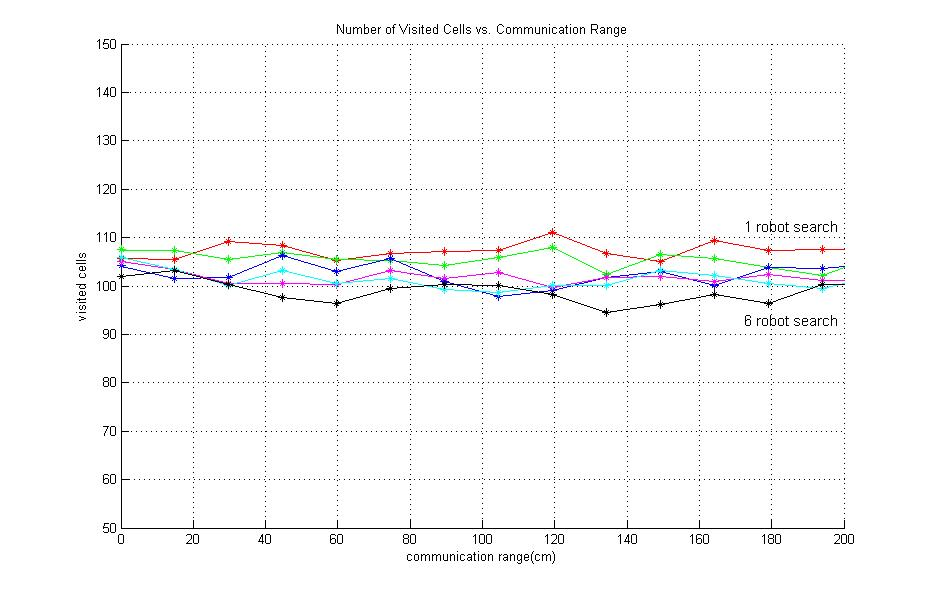 Number of Visited Cells vs. Communication Range
150
140
130
120
110
100
90
80
70
60
50
visited cells
1 robot search
6 robot search
0 20 40 60 80 100 120 140 160 180 200
communication range(cm)